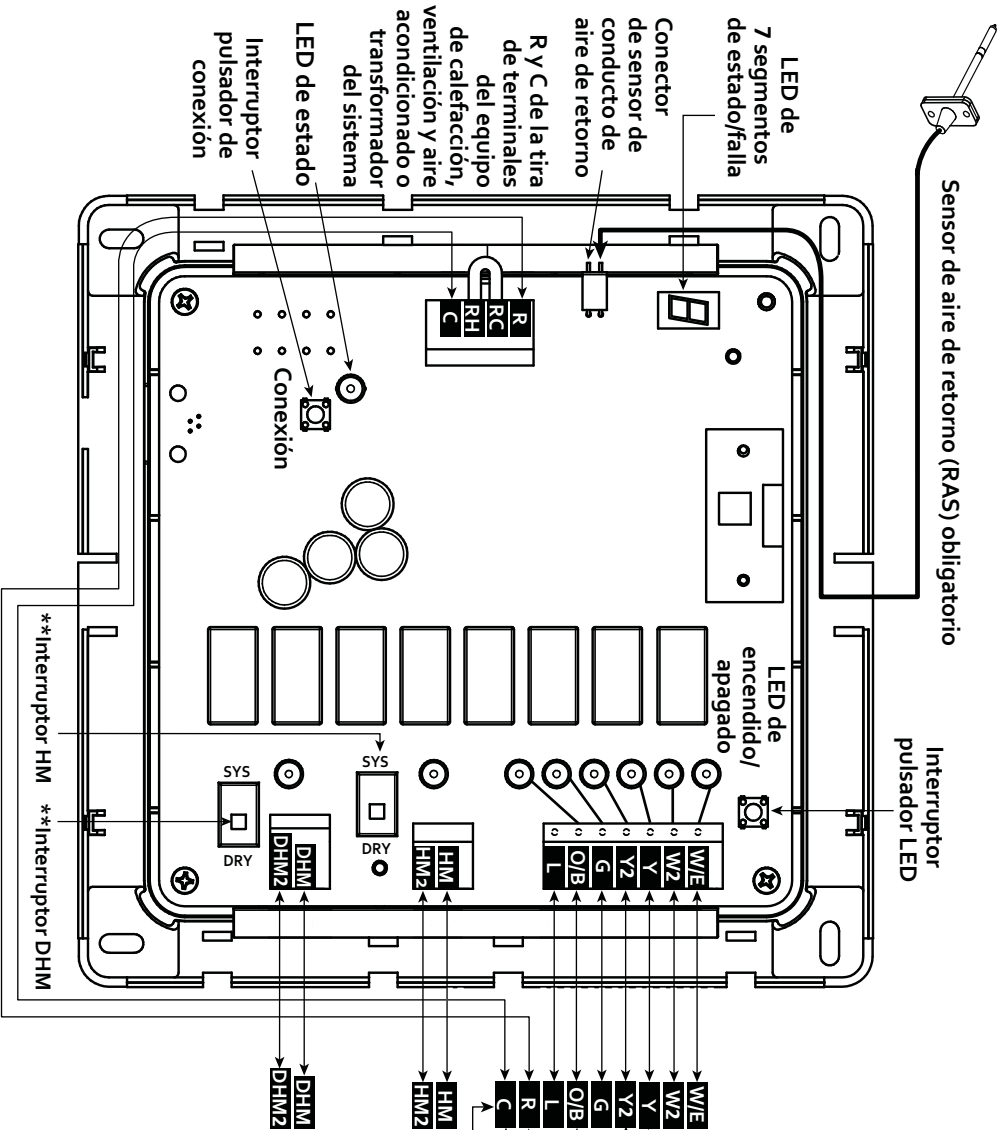 Sensor de aire de retorno (RAS) obligatorio
LED de
7 segmentos
de estado/falla
Conector
de sensor de
conducto de
aire de retorno
R y C de la tira
de terminales
del equipo
de calefacción,
ventilación y aire
acondicionado o
transformador
del sistema
LED de estado
Interruptor
pulsador de
conexión
R
RC
RH
C
Conexión
Interruptor
pulsador LED
LED de
encendido/
apagado
W/E
W2
Y
Y2
G
O/B
L
HM
HM2
SYS
DRY
DHM
DHM2
SYS
DRY
**Interruptor HM
**Interruptor DHM
W/E
W2
Y
Y2
G
O/B
L
R
C
HM
HM2
DHM
DHM2